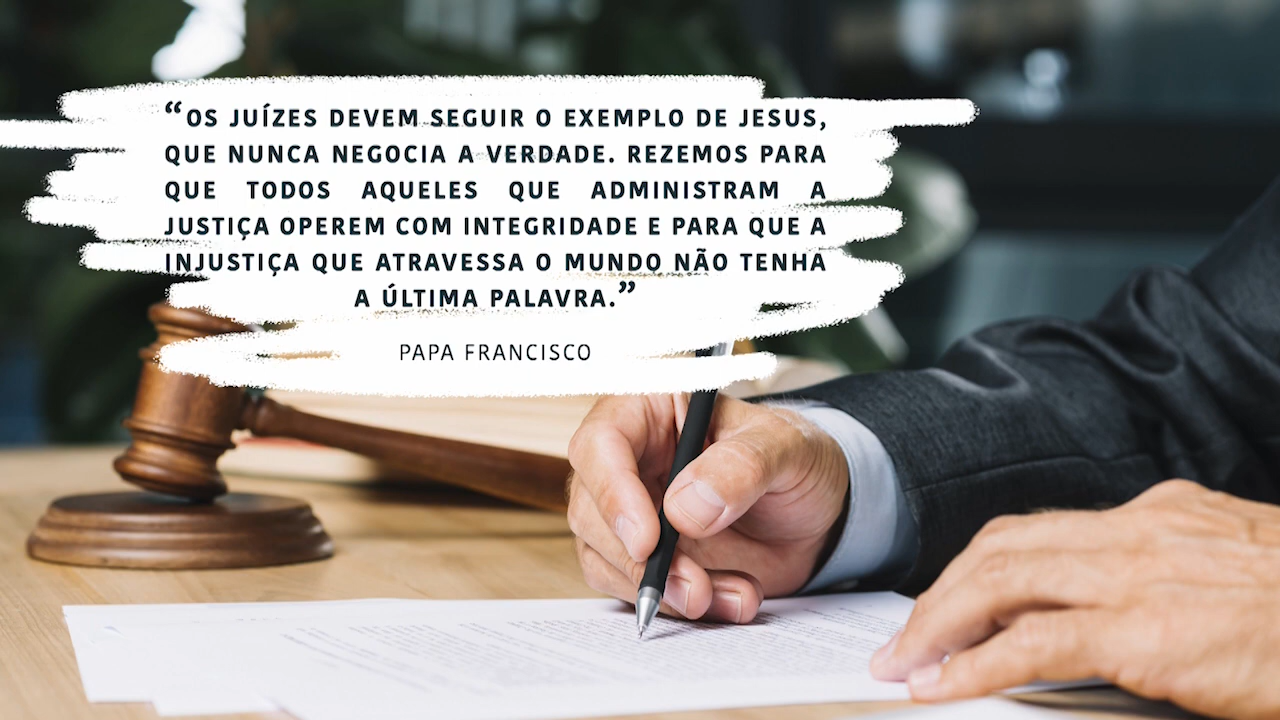 “OS JUÍZES DEVEM SEGUIR O EXEMPLO DE JESUS,
QUE NUNCA NEGOCIA A VERDADE. REZEMOS PARA
QUE TODOS AQUELES QUE ADMINISTRAM A
JUSTIÇA OPEREM COM INTEGRIDADE E PARA QUE A
INJUSTIÇA QUE ATRAVESSA O MUNDO NÃO TENHA
A ÚLTIMA PALAVRA.”
PAPA FRANCISCO